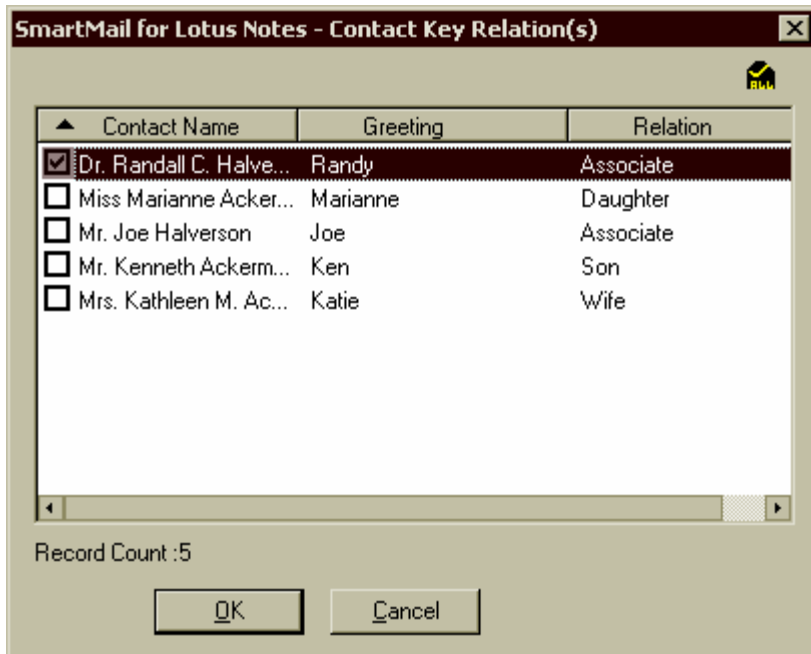 SmartMail for Lotus Notes - Contact Key Relation(s)
ALL
Contact Name Greeting Relation
Dr. Randall C. Halve... Randy Associate
Miss Marianne Acker... Marianne Daughter
Mr. Joe Halverson Joe Associate
Mr. Kenneth Ackerm... Ken Son
Mrs. Kathleen M. Ac... Katie Wife
Record Count :5
OK Cancel